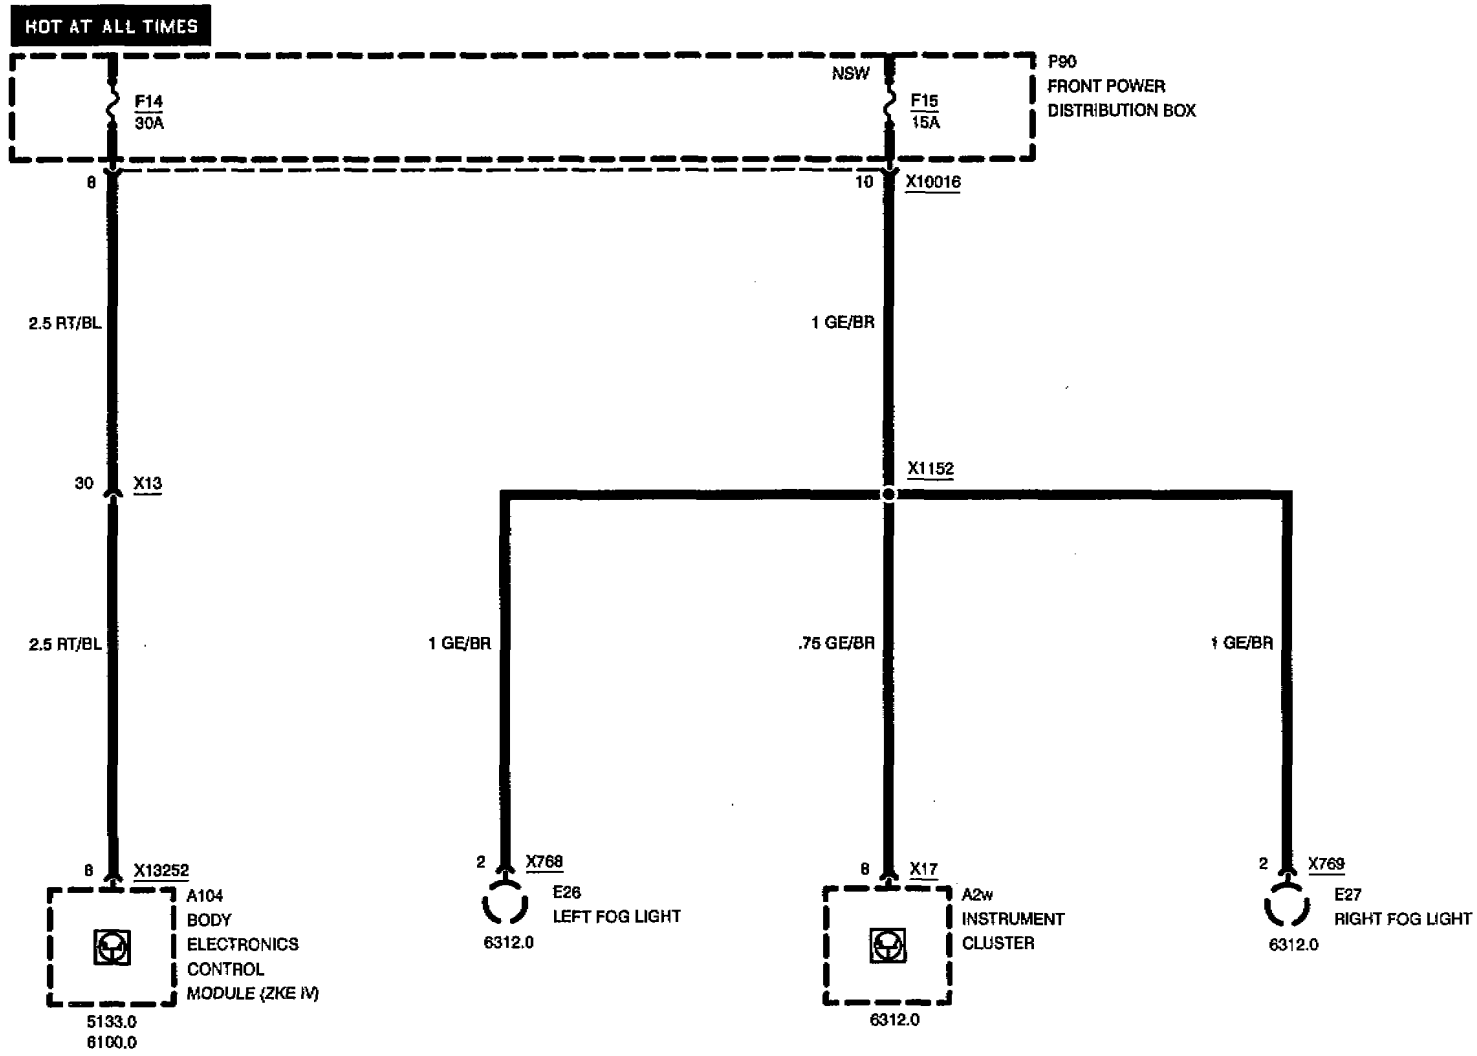 HOT AT ALL TIMES
P90
FRONT POWER
DISTRIBUTION BOX
NSW
F14
30A
F15
15A
8
10
X10016
2.5 RT/BL
1 GE/BR
30
X13
X1152
2.5 RT/BL
1 GE/BR
.75 GE/BR
1 GE/BR
8
X13252
A104
BODY
ELECTRONICS
CONTROL
MODULE (ZKE IV)
5133.0
6100.0
2
X768
E26
LEFT FOG LIGHT
6312.0
8
X17
A2w
INSTRUMENT
CLUSTER
6312.0
2
X769
E27
RIGHT FOG LIGHT
6312.0